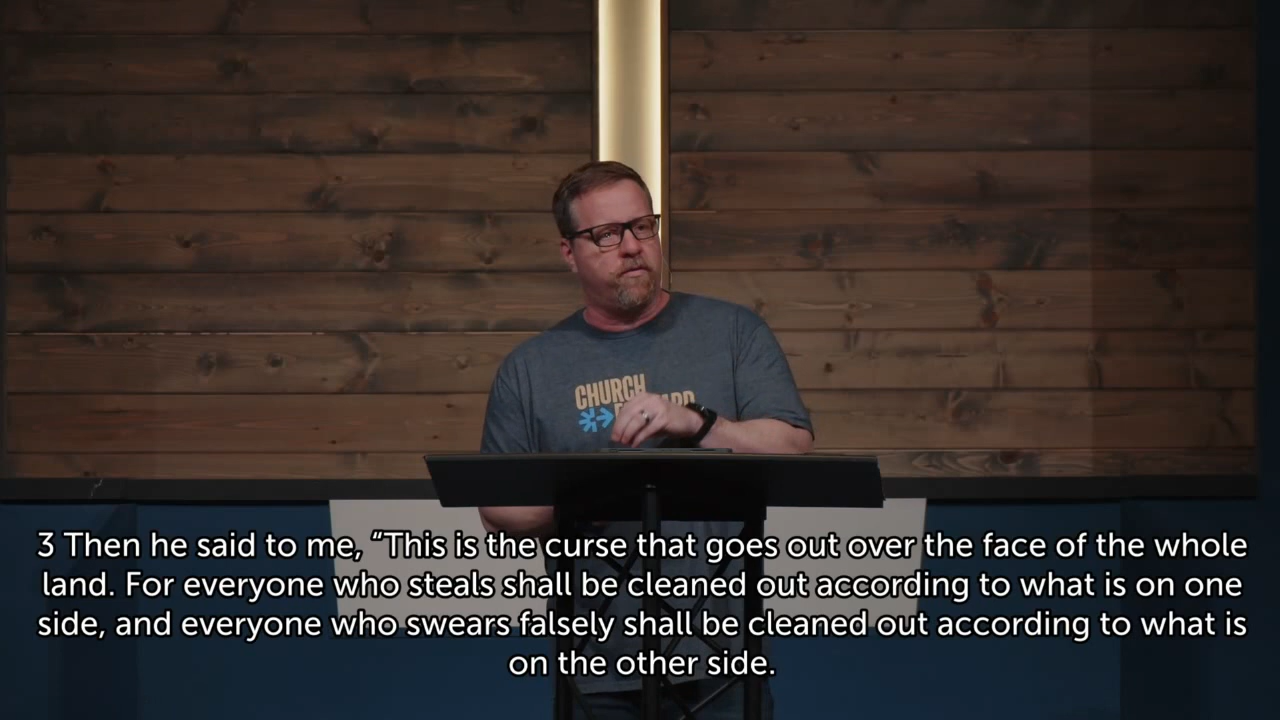 CHURCH
3 Then he said to me, “This is the curse that goes out over the face of the whole
land. For everyone who steals shall be cleaned out according to what is on one
side, and everyone who swears falsely shall be cleaned out according to what is
on the other side.